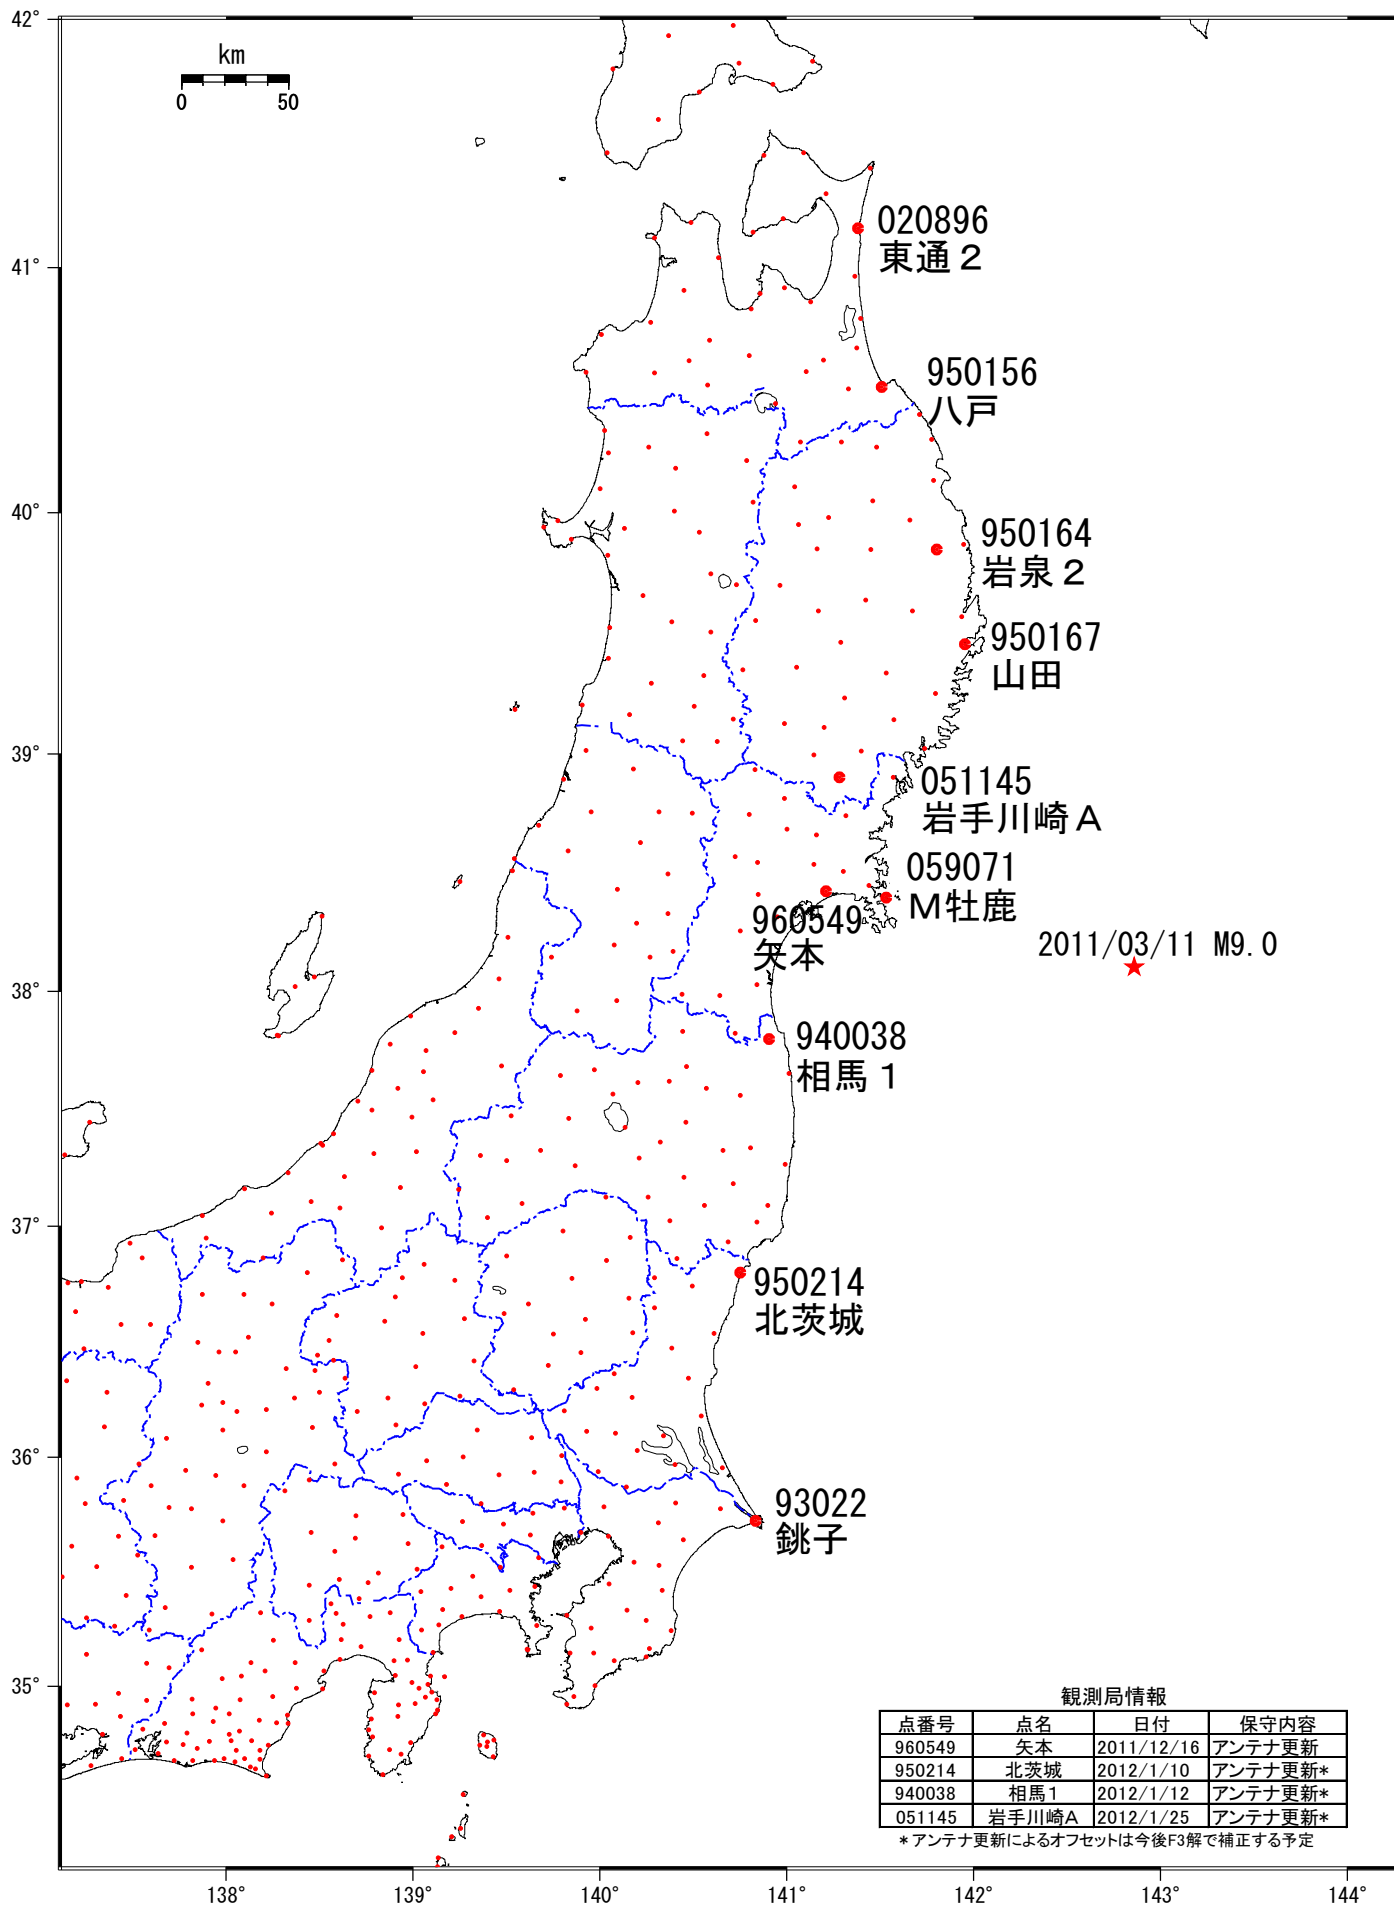 42°
km
0 50
020896
東通２
41°
950156
八戸
40°
950164
岩泉２
950167
山田
39°
051145
岩手川崎Ａ
059071
Ｍ牡鹿
960549
矢本
2011/03/11 M9.0
38°
940038
相馬１
37°
950214
北茨城
36°
93022
銚子
35°
観測局情報
点番号 点名 日付 保守内容
960549 矢本 2011/12/16 アンテナ更新
950214 北茨城 2012/1/10 アンテナ更新*
940038 相馬1 2012/1/12 アンテナ更新*
051145 岩手川崎A 2012/1/25 アンテナ更新*
*アンテナ更新によるオフセットは今後F3解で補正する予定
138° 139° 140° 141° 142° 143° 144°